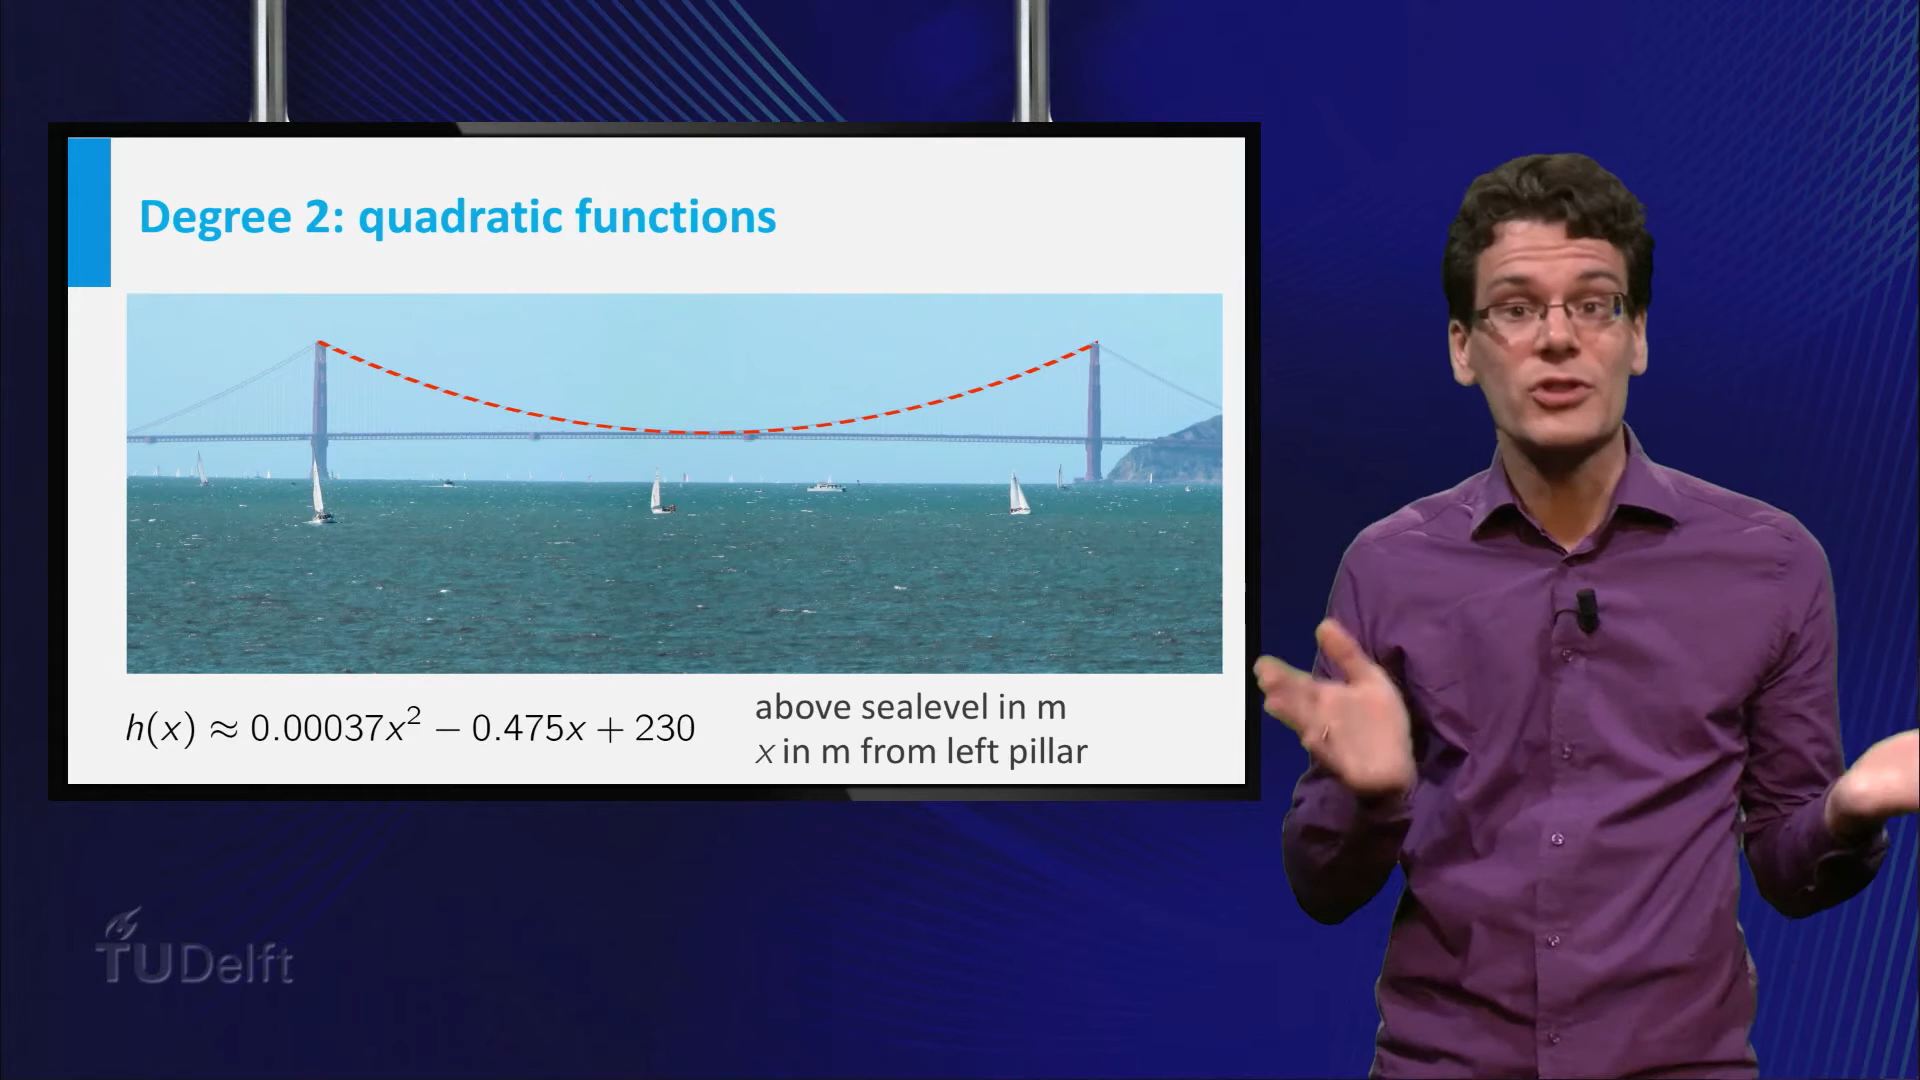 Degree 2: quadratic functions
h(x) ≈ 0.00037x² − 0.475x + 230
above sealevel in m
x in m from left pillar
TUDelft